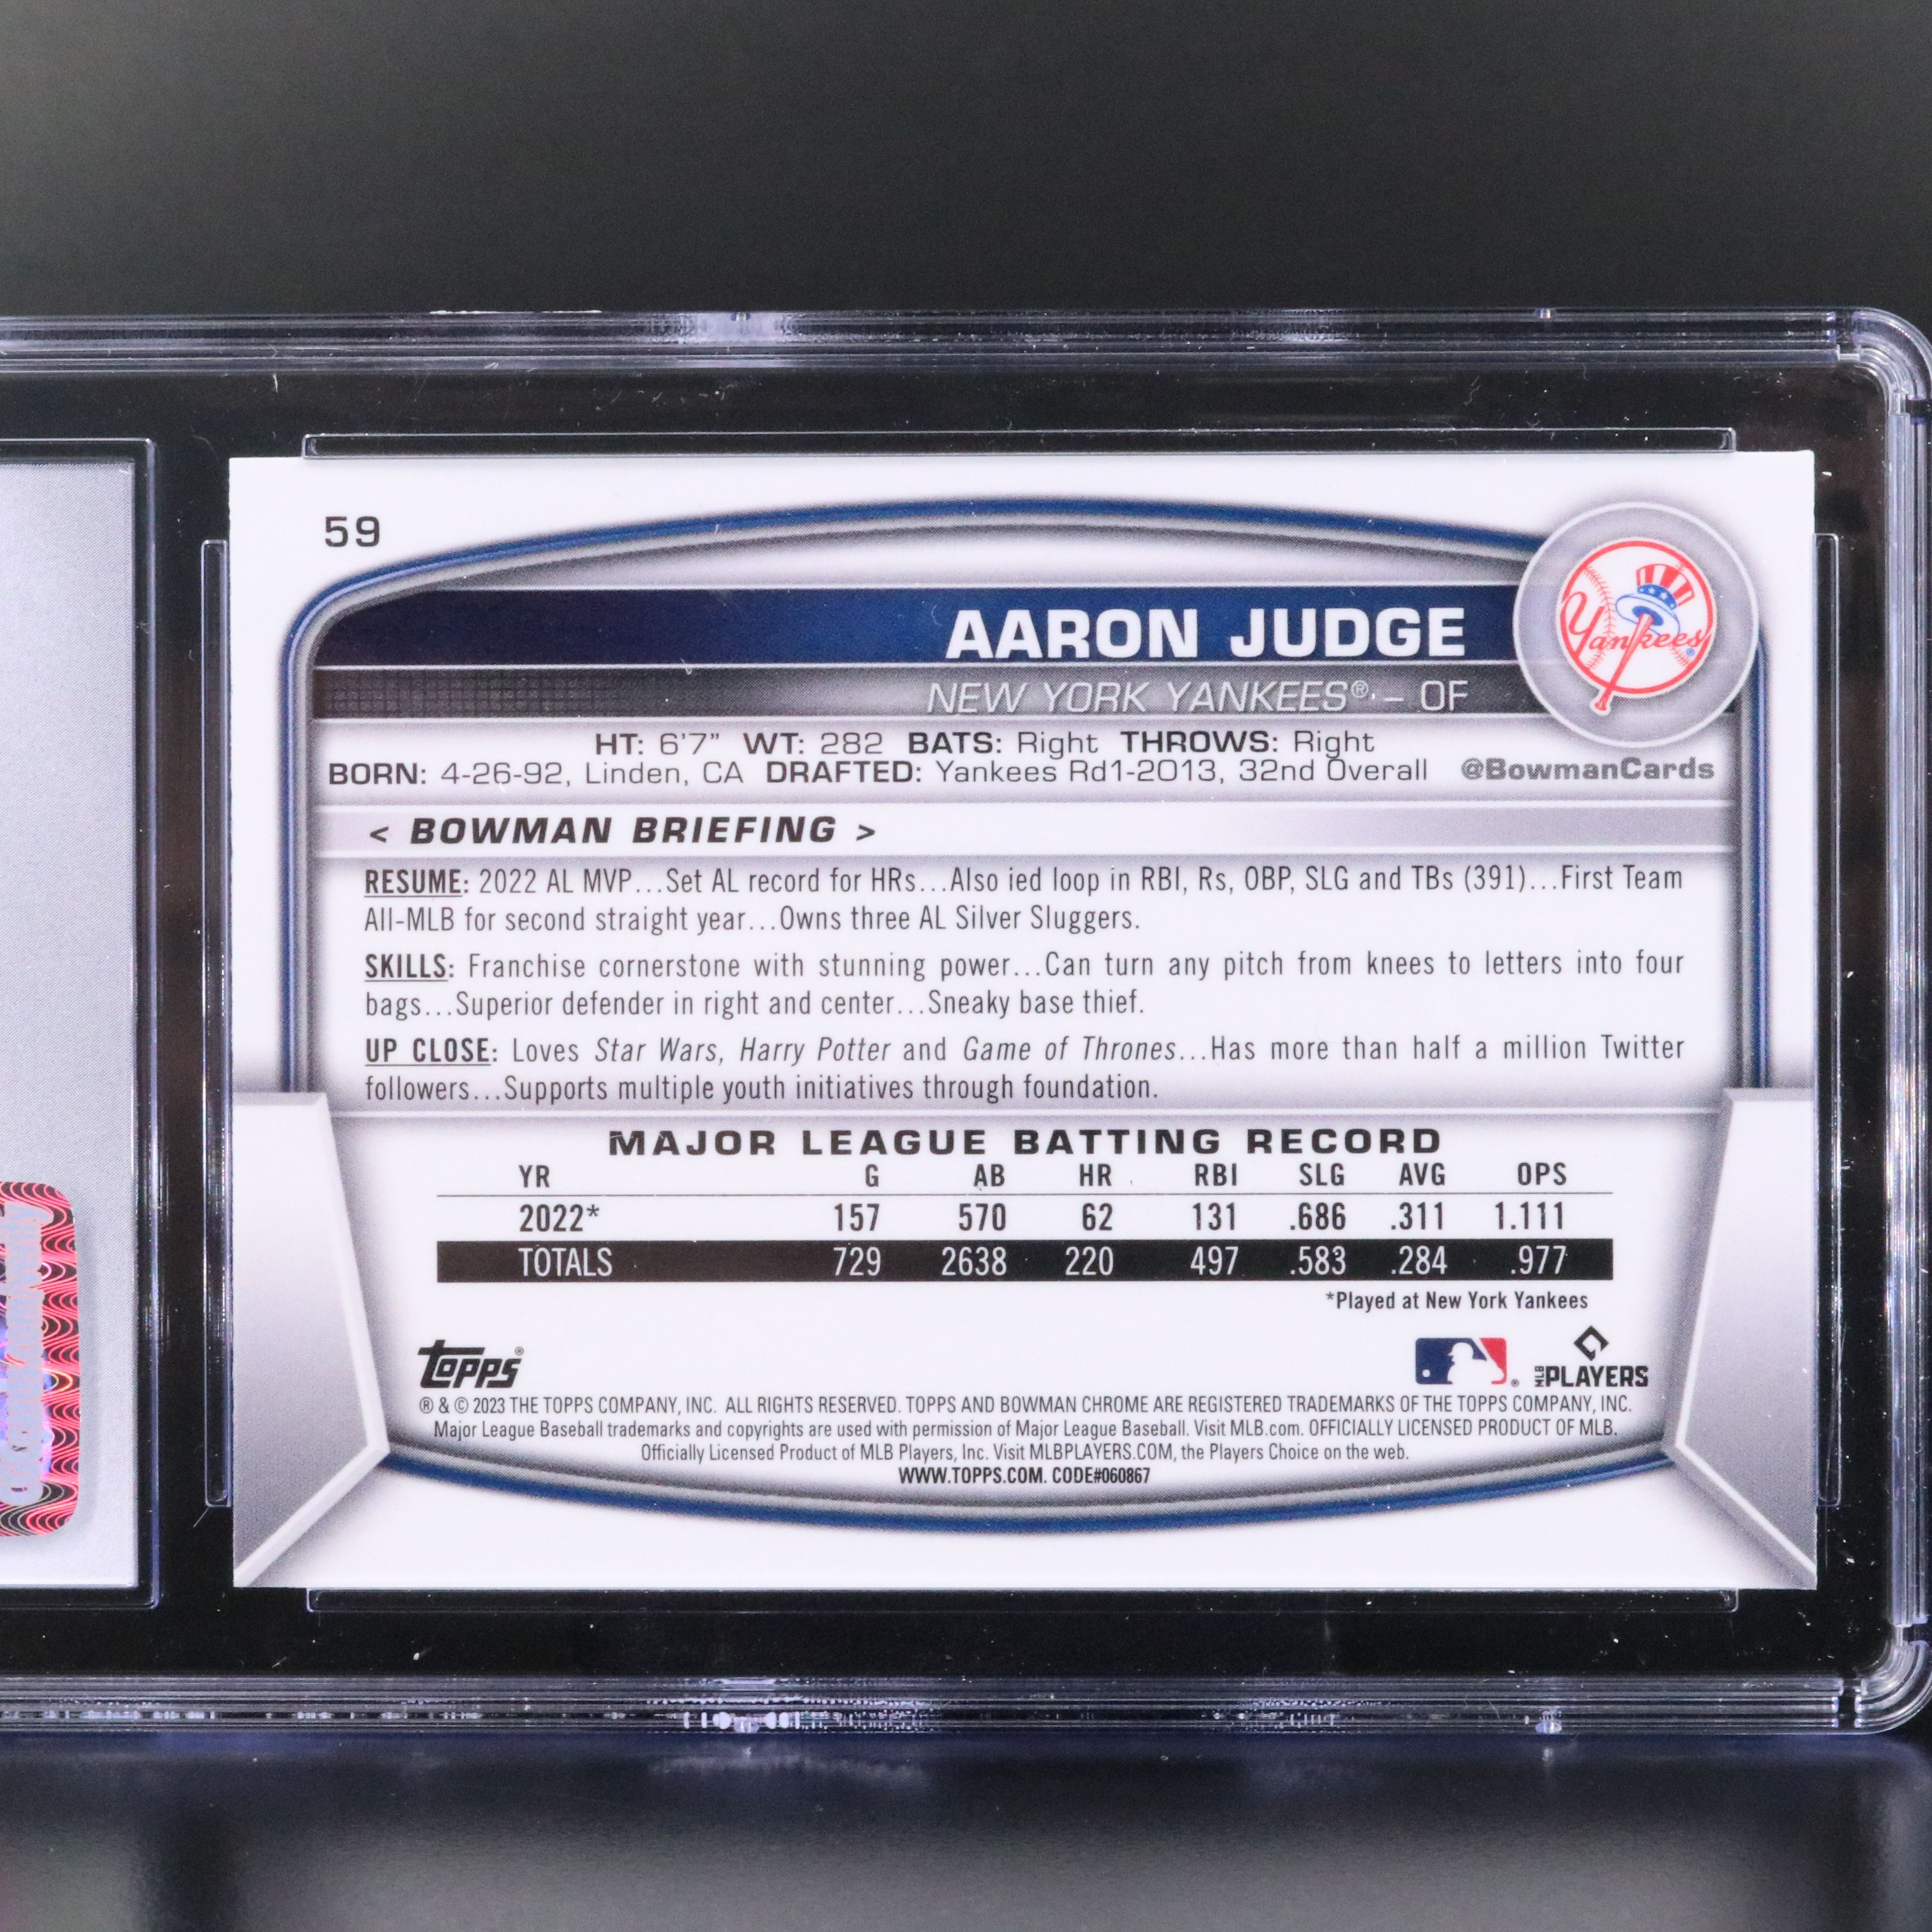 59
AARON JUDGE
Yankees
NEW YORK YANKEES® – OF
HT: 6'7" WT: 282 BATS: Right THROWS: Right
BORN: 4-26-92, Linden, CA DRAFTED: Yankees Rd1-2013, 32nd Overall @BowmanCards
< BOWMAN BRIEFING >
RESUME: 2022 AL MVP...Set AL record for HRs...Also ied loop in RBI, Rs, OBP, SLG and TBs (391)...First Team
All-MLB for second straight year...Owns three AL Silver Sluggers.
SKILLS: Franchise cornerstone with stunning power...Can turn any pitch from knees to letters into four
bags...Superior defender in right and center...Sneaky base thief.
UP CLOSE: Loves Star Wars, Harry Potter and Game of Thrones...Has more than half a million Twitter
followers...Supports multiple youth initiatives through foundation.
MAJOR LEAGUE BATTING RECORD
YR G AB HR RBI SLG AVG OPS
2022* 157 570 62 131 .686 .311 1.111
TOTALS 729 2638 220 497 .583 .284 .977
*Played at New York Yankees
Topps® MLB PLAYERS
® & © 2023 THE TOPPS COMPANY, INC. ALL RIGHTS RESERVED. TOPPS AND BOWMAN CHROME ARE REGISTERED TRADEMARKS OF THE TOPPS COMPANY, INC.
Major League Baseball trademarks and copyrights are used with permission of Major League Baseball. Visit MLB.com. OFFICIALLY LICENSED PRODUCT OF MLB.
Officially Licensed Product of MLB Players, Inc. Visit MLBPLAYERS.COM, the Players Choice on the web.
WWW.TOPPS.COM. CODE#060867